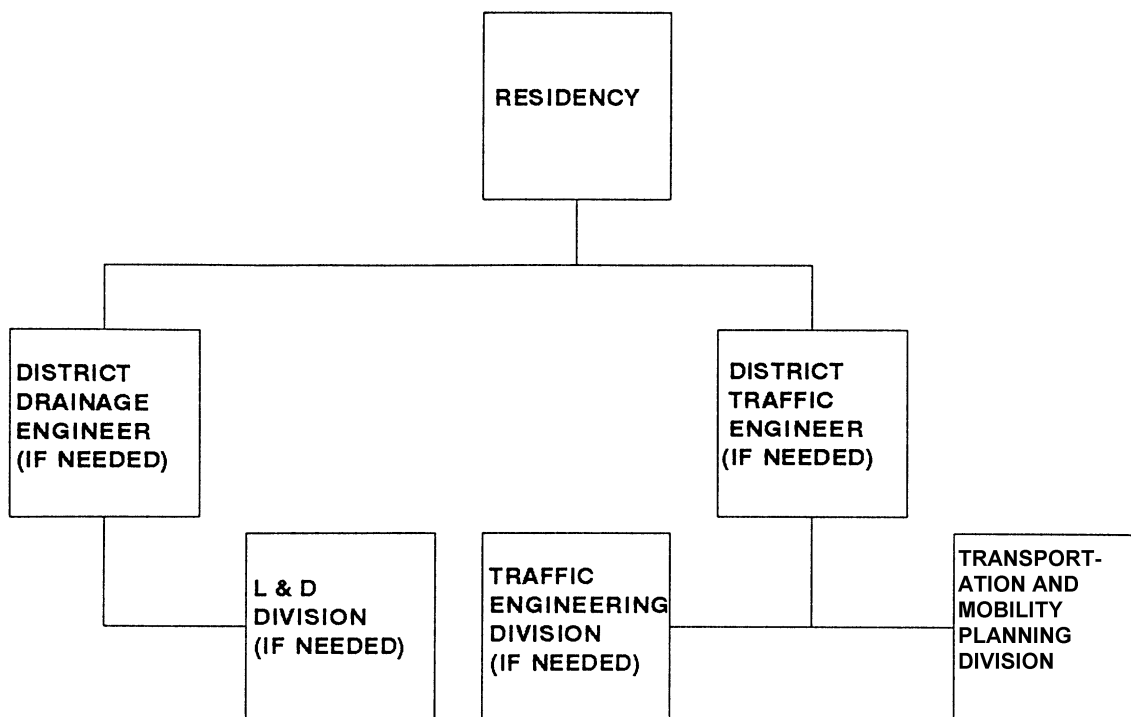 RESIDENCY
DISTRICT
DRAINAGE
ENGINEER
(IF NEEDED)
DISTRICT
TRAFFIC
ENGINEER
(IF NEEDED)
L & D
DIVISION
(IF NEEDED)
TRAFFIC
ENGINEERING
DIVISION
(IF NEEDED)
TRANSPORT-
ATION AND
MOBILITY
PLANNING
DIVISION